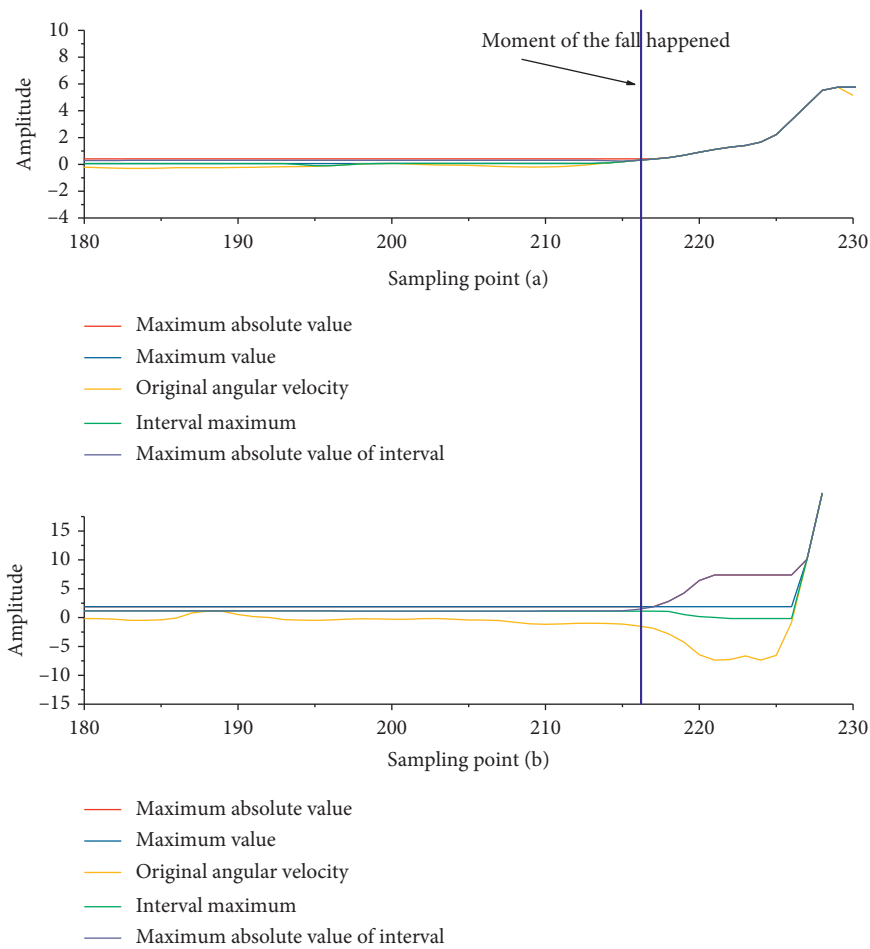 Moment of the fall happened
Amplitude
10
8
6
4
2
0
−2
−4
180
190
200
210
220
230
Sampling point (a)
Maximum absolute value
Maximum value
Original angular velocity
Interval maximum
Maximum absolute value of interval
Amplitude
15
10
5
0
−5
−10
−15
180
190
200
210
220
230
Sampling point (b)
Maximum absolute value
Maximum value
Original angular velocity
Interval maximum
Maximum absolute value of interval